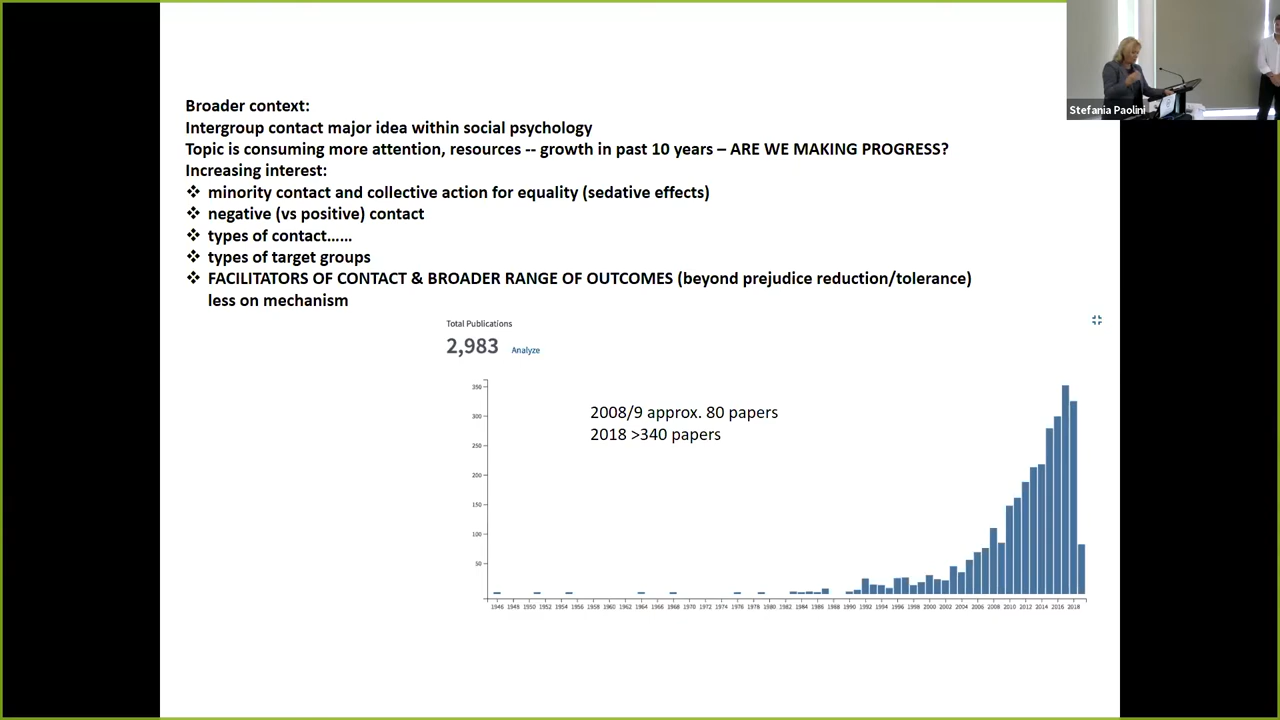 Broader context:
Intergroup contact major idea within social psychology
Topic is consuming more attention, resources -- growth in past 10 years – ARE WE MAKING PROGRESS?
Increasing interest:
❖ minority contact and collective action for equality (sedative effects)
❖ negative (vs positive) contact
❖ types of contact……
❖ types of target groups
❖ FACILITATORS OF CONTACT & BROADER RANGE OF OUTCOMES (beyond prejudice reduction/tolerance)
less on mechanism
Stefania Paolini
Total Publications
2,983 Analyze
2008/9 approx. 80 papers
2018 >340 papers
350
300
250
200
150
100
50
1946 1948 1950 1952 1954 1956 1958 1960 1962 1964 1966 1968 1970 1972 1974 1976 1978 1980 1982 1984 1986 1988 1990 1992 1994 1996 1998 2000 2002 2004 2006 2008 2010 2012 2014 2016 2018